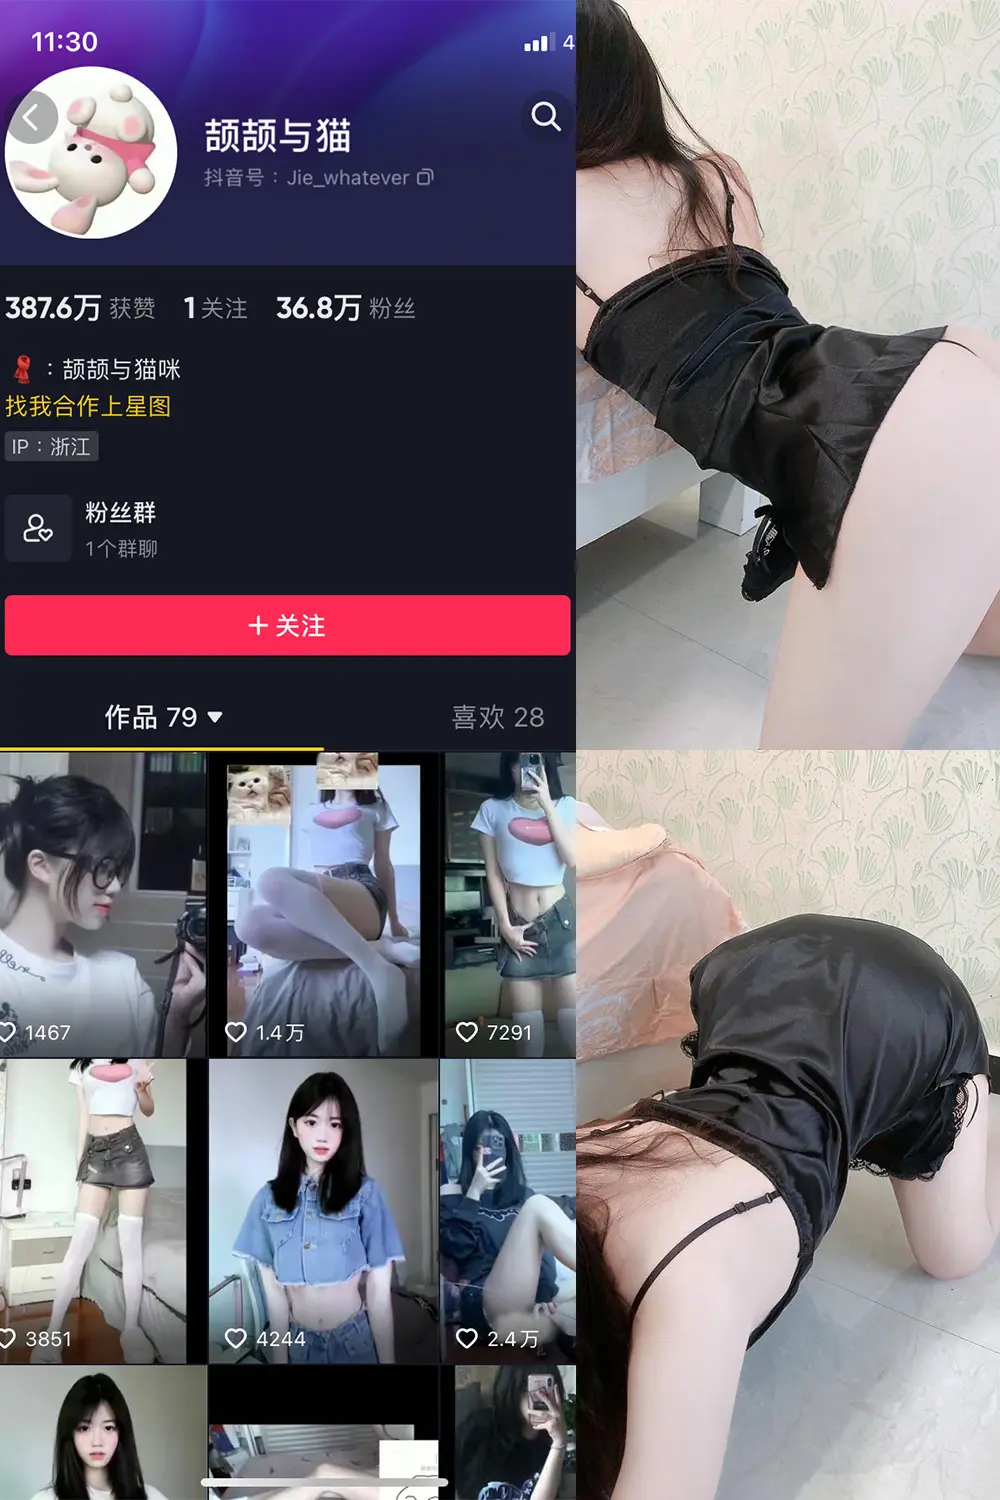 11:30
4
颉颉与猫
抖音号：Jie_whatever
387.6万 获赞 1 关注 36.8万 粉丝
：颉颉与猫咪
找我合作上星图
IP：浙江
粉丝群
1个群聊
+ 关注
作品 79 喜欢 28
1467 1.4万 7291
3851 4244 2.4万